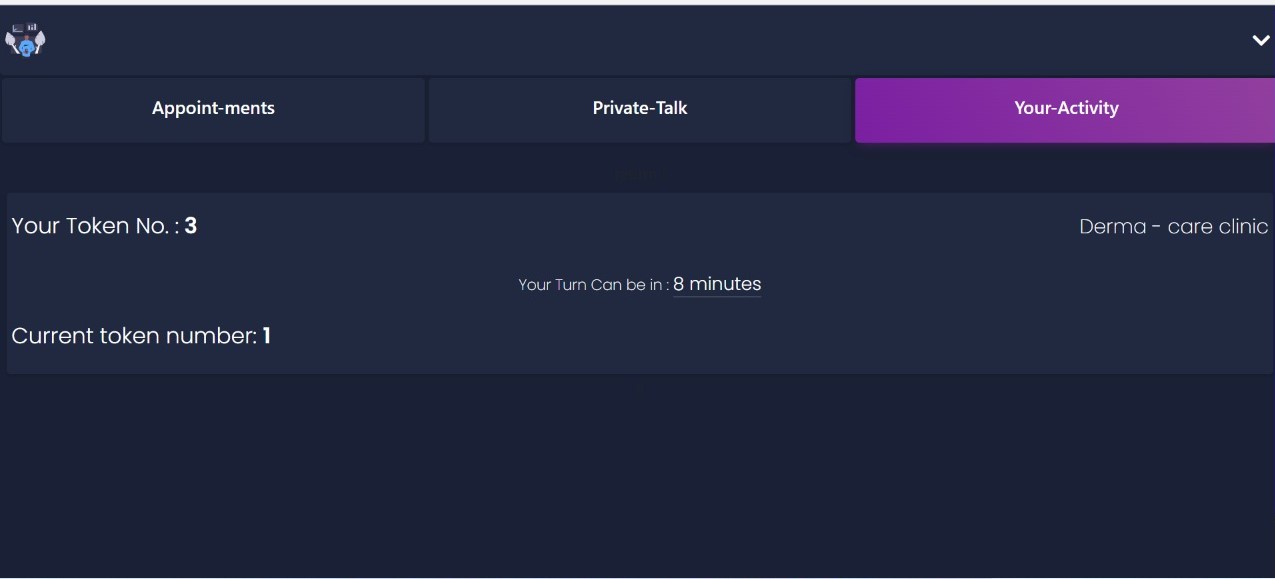 Appoint-ments
Private-Talk
Your-Activity
Your Token No. : 3
Derma - care clinic
Your Turn Can be in : 8 minutes
Current token number: 1